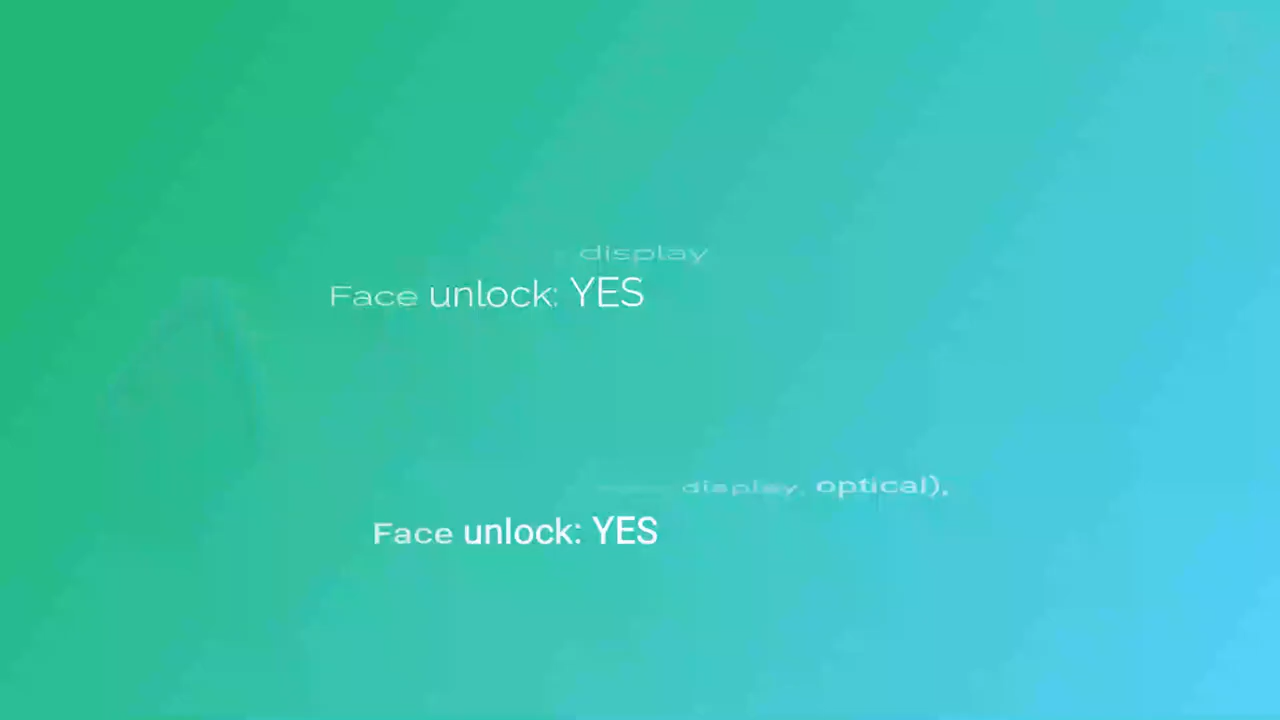 display
Face unlock: YES
display, optical),
Face unlock: YES